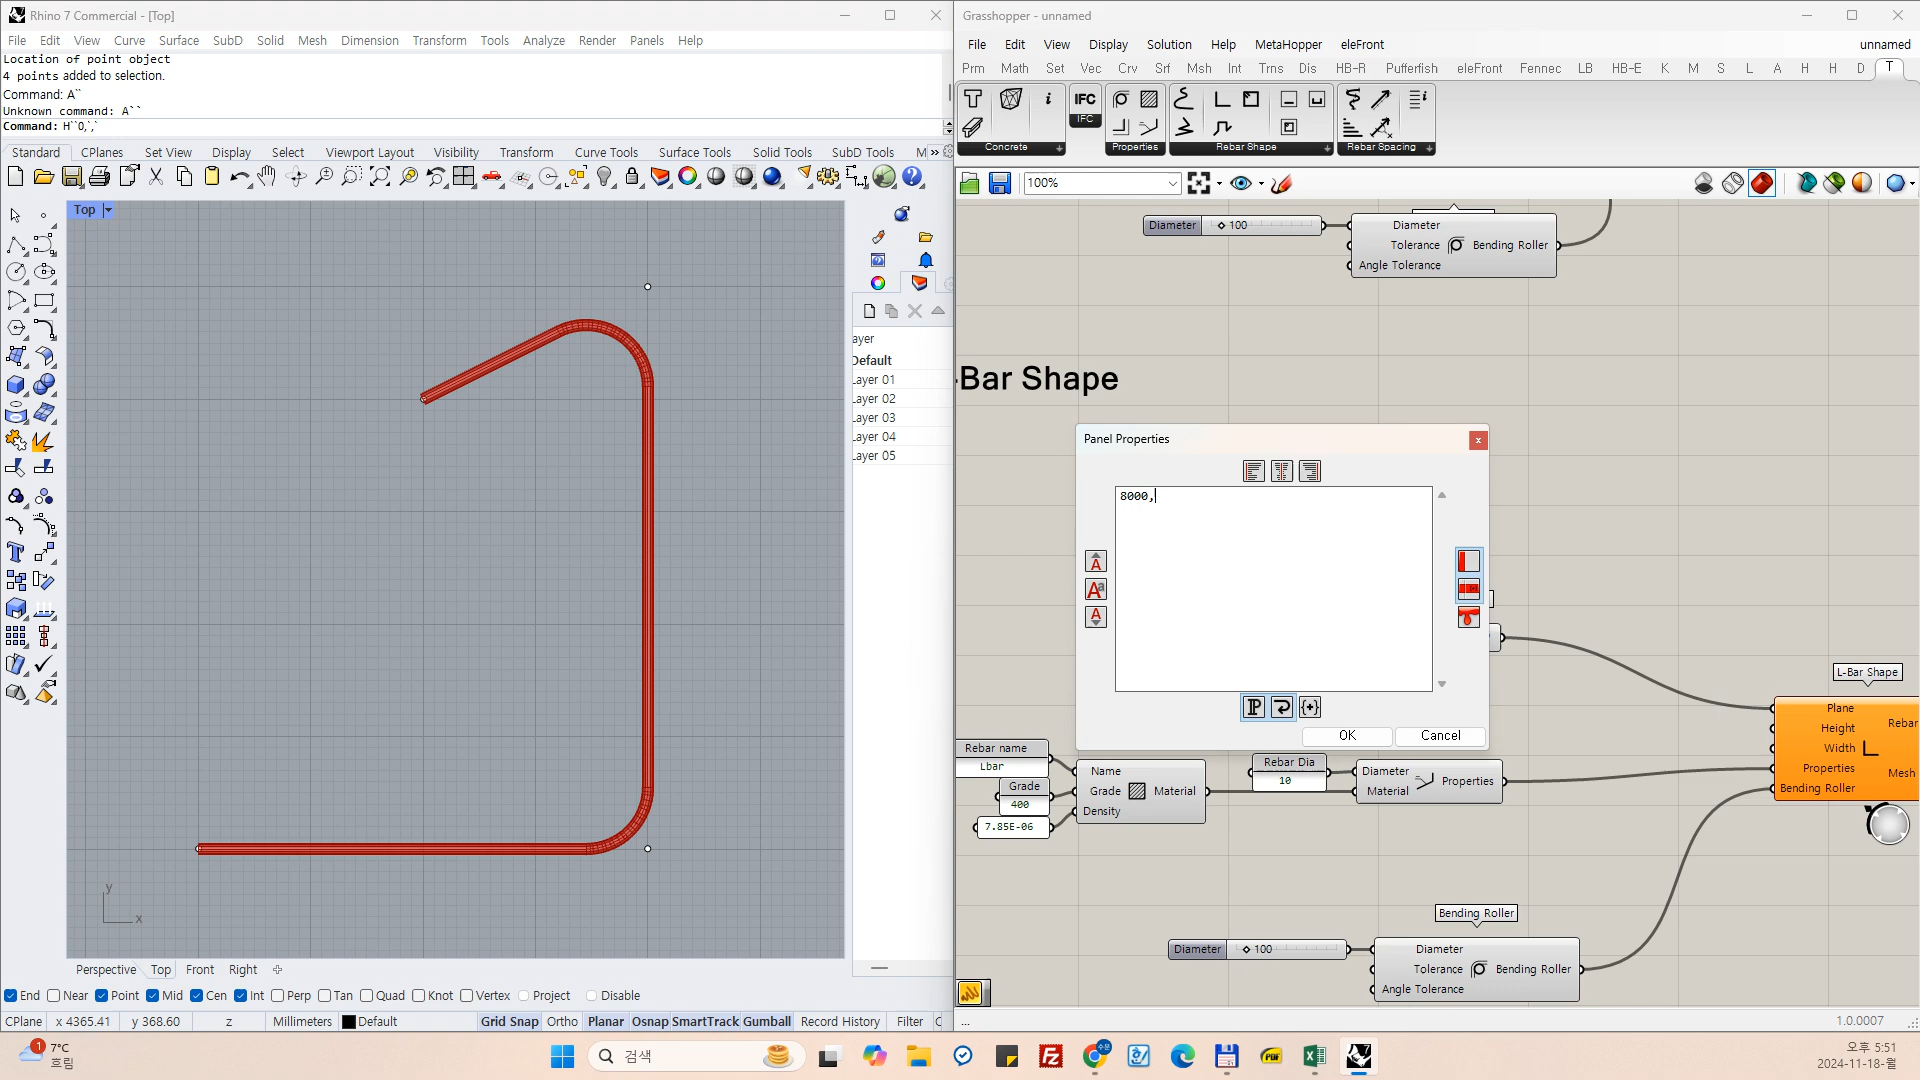 Rhino 7 Commercial - [Top]
File Edit View Curve Surface SubD Solid Mesh Dimension Transform Tools Analyze Render Panels Help
Location of point object
4 points added to selection.
Command: A``
Unknown command: A``
Command: H``0,`,`
Standard CPlanes Set View Display Select Viewport Layout Visibility Transform Curve Tools Surface Tools Solid Tools SubD Tools M »
Top
ayer
Default
Layer 01
Layer 02
Layer 03
Layer 04
Layer 05
y
x
Perspective Top Front Right
End Near Point Mid Cen Int Perp Tan Quad Knot Vertex Project Disable
CPlane x 4365.41 y 368.60 z Millimeters Default Grid Snap Ortho Planar Osnap SmartTrack Gumball Record History Filter C
Grasshopper - unnamed
File Edit View Display Solution Help MetaHopper eleFront unnamed
Prm Math Set Vec Crv Srf Msh Int Trns Dis HB-R Pufferfish eleFront Fennec LB HB-E K M S L A H H D T
IFC
IFC
Concrete Properties Rebar Shape Rebar Spacing
100%
Diameter 100
Diameter
Tolerance Bending Roller
Angle Tolerance
-Bar Shape
Panel Properties
8000,
OK Cancel
L-Bar Shape
Plane
Height
Width
Properties
Bending Roller
Rebar
Mesh
Rebar name
Lbar
Grade
400
7.85E-06
Name
Grade Material
Density
Rebar Dia
10
Diameter
Material
Properties
Bending Roller
Diameter 100
Diameter
Tolerance Bending Roller
Angle Tolerance
...
1.0.0007
1
7°C
흐림
검색
오후 5:51
2024-11-18-월